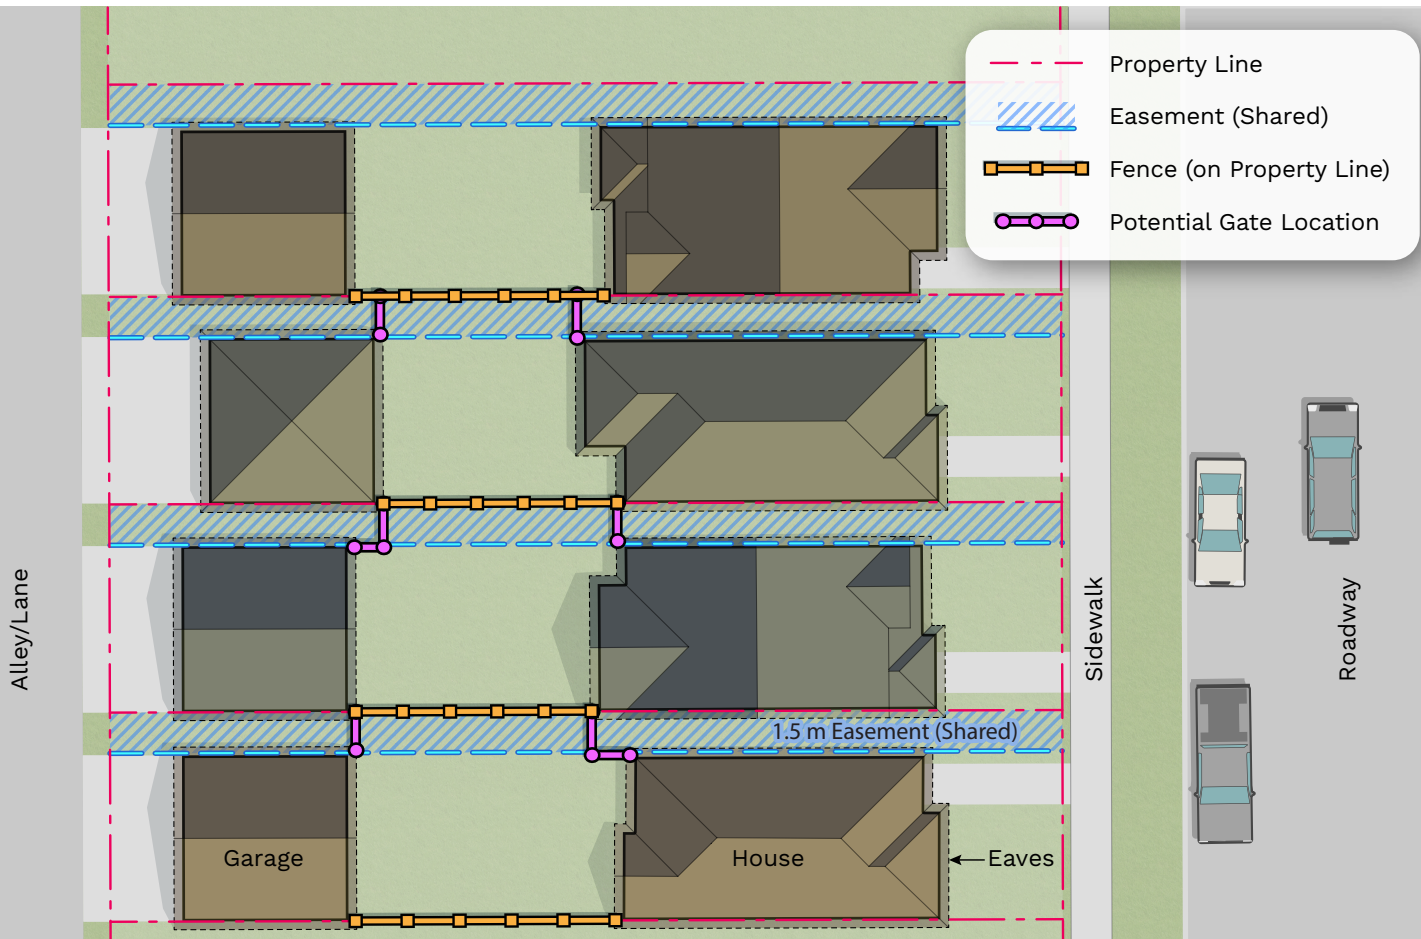 Property Line
Easement (Shared)
Fence (on Property Line)
Potential Gate Location
Alley/Lane
Sidewalk
Roadway
1.5 m Easement (Shared)
Garage
House
Eaves